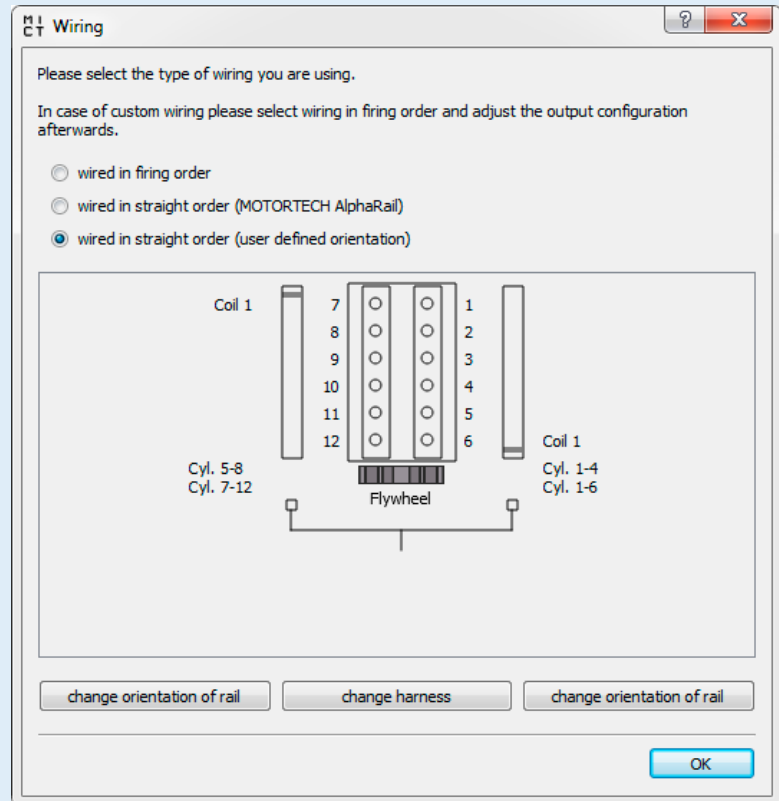 MICT Wiring
?
X
Please select the type of wiring you are using.
In case of custom wiring please select wiring in firing order and adjust the output configuration
afterwards.
wired in firing order
wired in straight order (MOTORTECH AlphaRail)
wired in straight order (user defined orientation)
Coil 1 7 1
8 2
9 3
10 4
11 5
12 6 Coil 1
Cyl. 5-8 Cyl. 1-4
Cyl. 7-12 Cyl. 1-6
Flywheel
change orientation of rail change harness change orientation of rail
OK